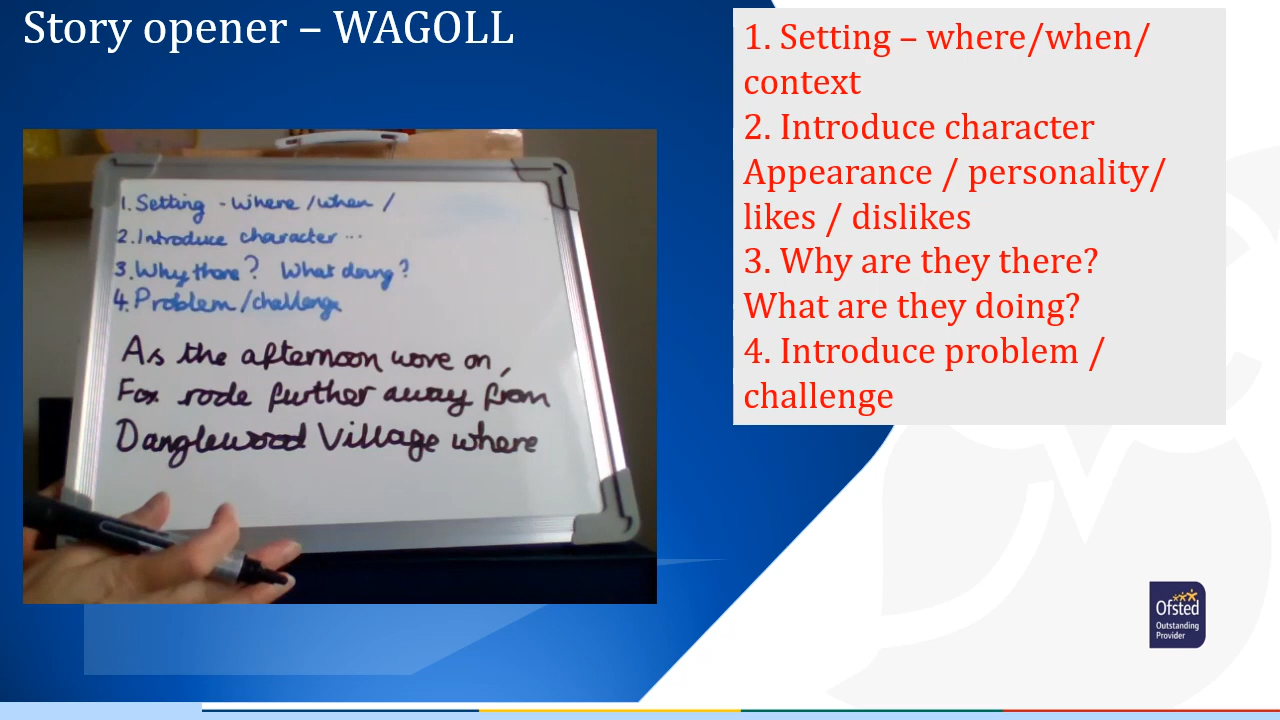 Story opener – WAGOLL
1. Setting - Where / when /
2. Introduce character ...
3. Why there? What doing?
4. Problem / challenge
As the afternoon wore on,
Fox rode further away from
Danglewood Village where
1. Setting – where/when/
context
2. Introduce character
Appearance / personality/
likes / dislikes
3. Why are they there?
What are they doing?
4. Introduce problem /
challenge
Ofsted
Outstanding
Provider